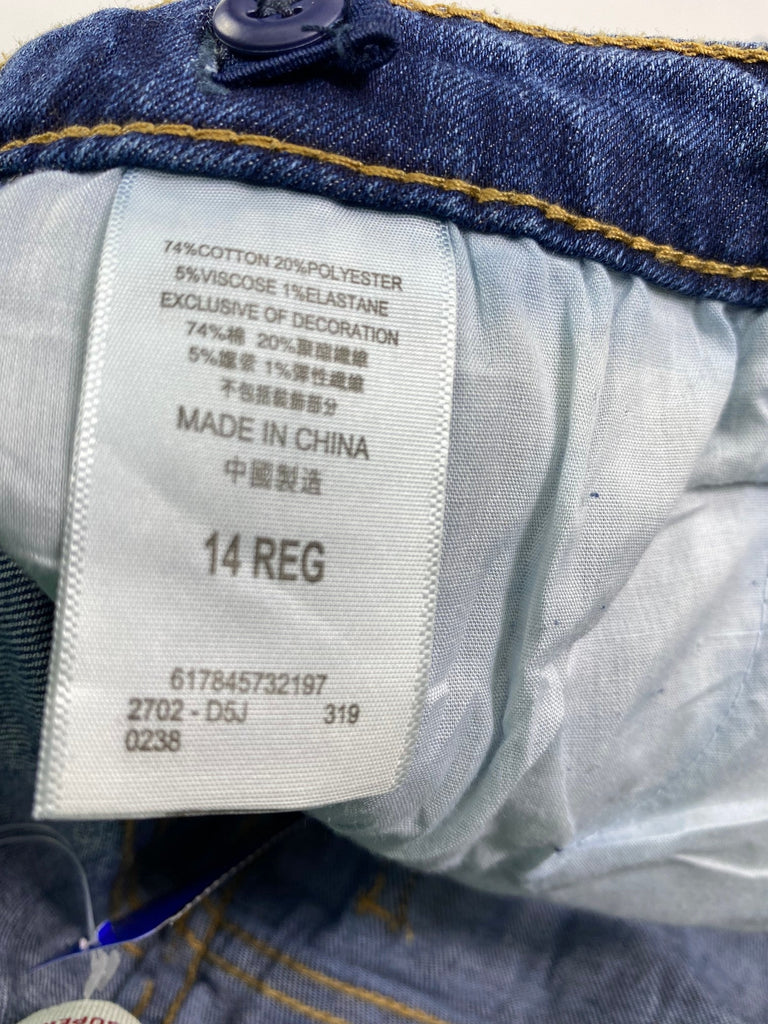 74%COTTON 20%POLYESTER
5%VISCOSE 1%ELASTANE
EXCLUSIVE OF DECORATION
74%棉 20%聚酯纖維
5%纖 1%彈性纖維
不包括裝飾部分
MADE IN CHINA
中國製造
14 REG
617845732197
2702 - D5J 319
0238
SUPER